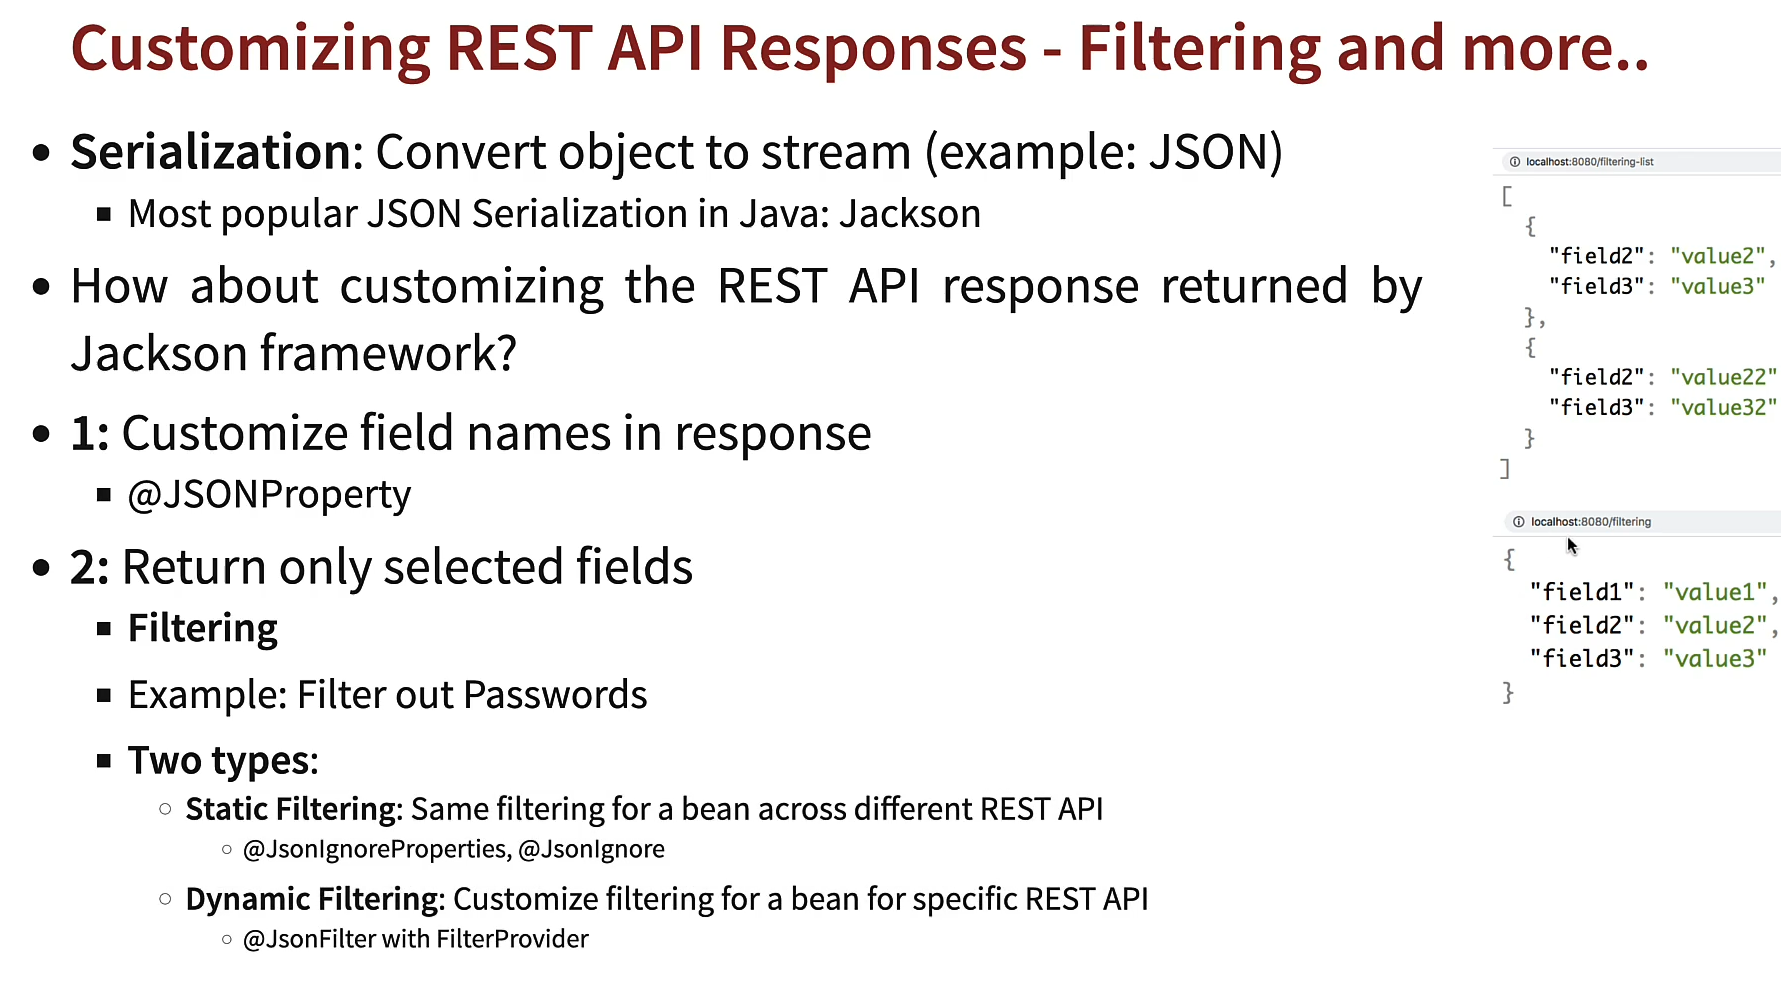 Customizing REST API Responses - Filtering and more..
• Serialization: Convert object to stream (example: JSON)
▪ Most popular JSON Serialization in Java: Jackson
• How about customizing the REST API response returned by
Jackson framework?
• 1: Customize field names in response
▪ @JSONProperty
• 2: Return only selected fields
▪ Filtering
▪ Example: Filter out Passwords
▪ Two types:
○ Static Filtering: Same filtering for a bean across different REST API
○ @JsonIgnoreProperties, @JsonIgnore
○ Dynamic Filtering: Customize filtering for a bean for specific REST API
○ @JsonFilter with FilterProvider
localhost:8080/filtering-list
[
{
"field2": "value2",
"field3": "value3"
},
{
"field2": "value22"
"field3": "value32"
}
]
localhost:8080/filtering
{
"field1": "value1",
"field2": "value2",
"field3": "value3"
}